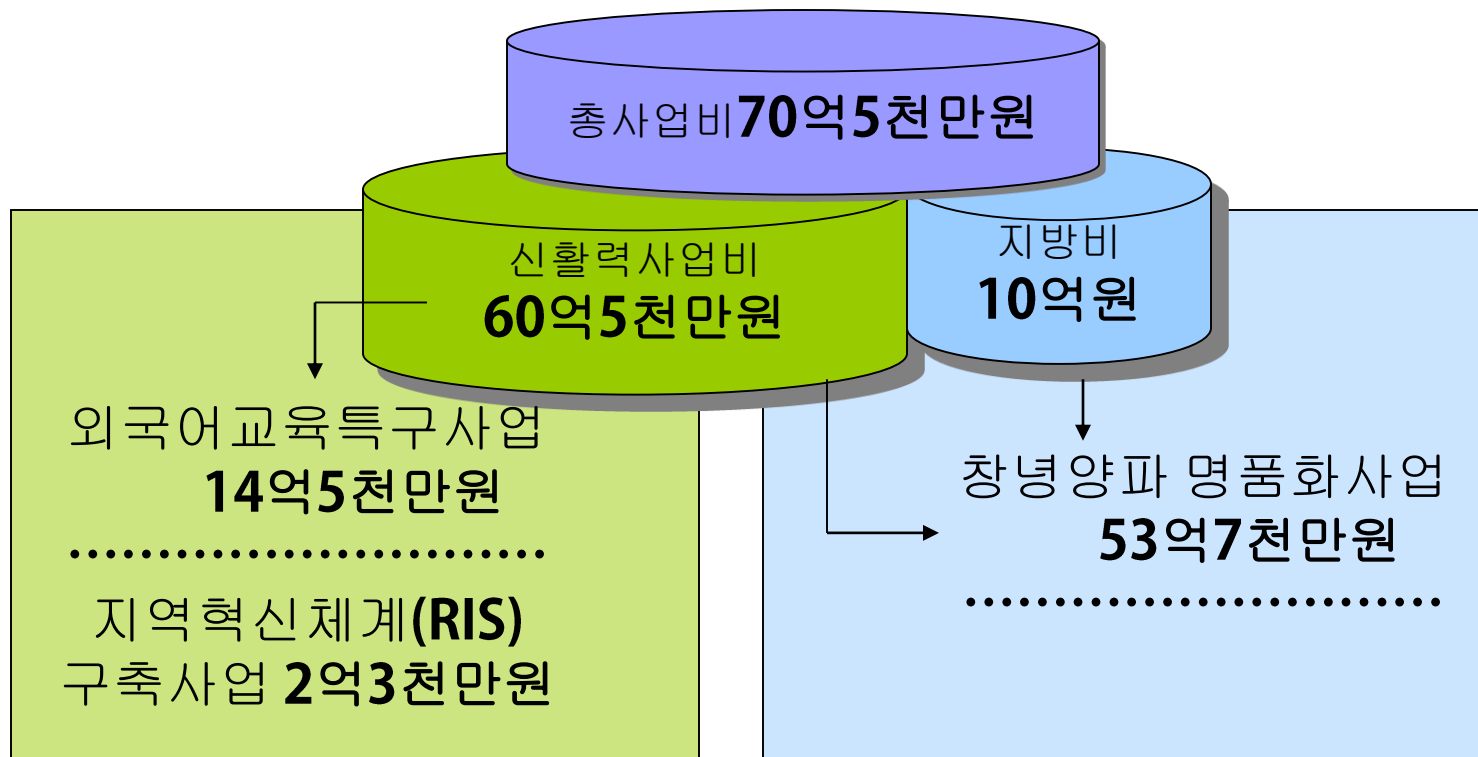 총사업비70억5천만원
신활력사업비
60억5천만원
지방비
10억원
외국어교육특구사업
14억5천만원
지역혁신체계(RIS)
구축사업 2억3천만원
창녕양파 명품화사업
53억7천만원